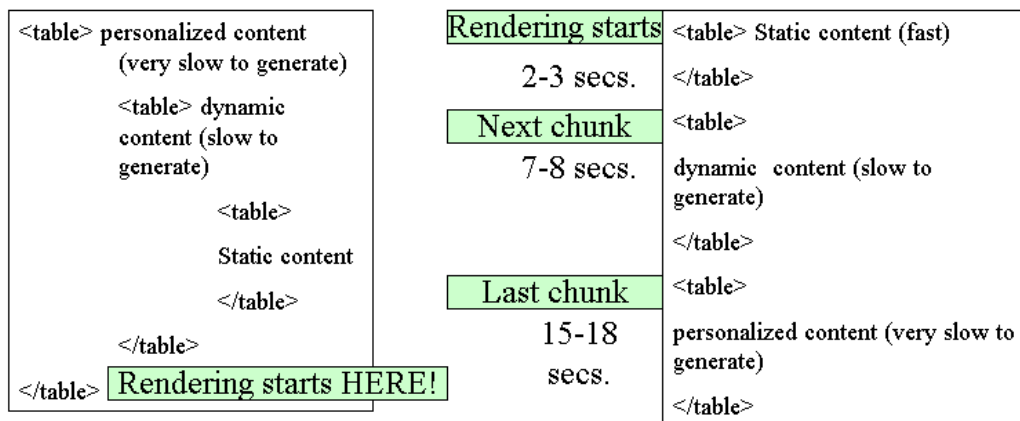 <table> personalized content
(very slow to generate)
<table> dynamic
content (slow to
generate)
<table>
Static content
</table>
</table>
</table>
Rendering starts HERE!
Rendering starts
2-3 secs.
Next chunk
7-8 secs.
Last chunk
15-18
secs.
<table> Static content (fast)
</table>
<table>
dynamic content (slow to
generate)
</table>
<table>
personalized content (very slow to
generate)
</table>